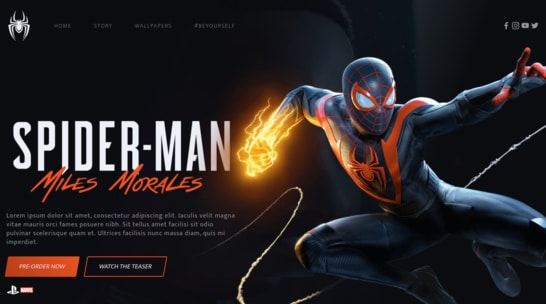 HOME STORY WALLPAPERS #BEYOURSELF
SPIDER-MAN
MILES MORALES
Lorem ipsum dolor sit amet, consectetur adipiscing elit. Iaculis velit magna
mauris orci purus fames posuere nibh. Sit tellus amet facilisi sit odio
pulvinar scelerisque quam et. Ultrices facilisis nunc massa diam, quis mi
imperdiet.
PRE-ORDER NOW WATCH THE TEASER
MARVEL